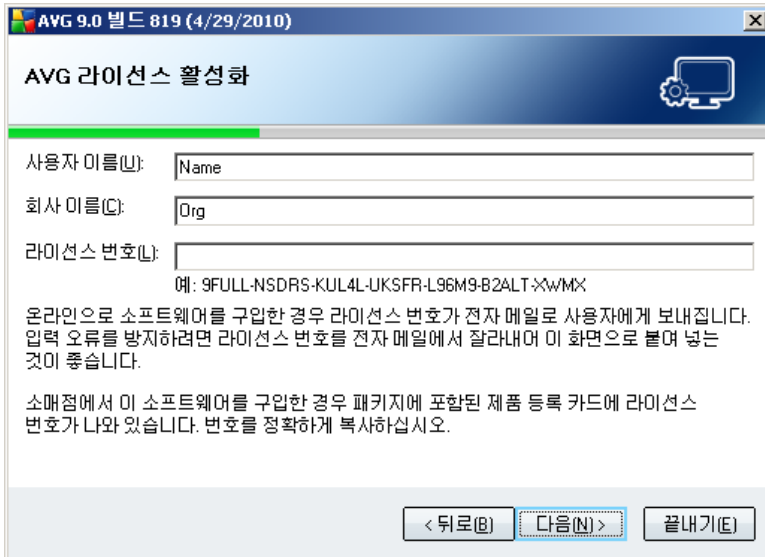 AVG 9.0 빌드 819 (4/29/2010)
AVG 라이선스 활성화
사용자 이름(U): Name
회사 이름(C): Org
라이선스 번호(L):
예: 9FULL-NSDRS-KUL4L-UKSFR-L96M9-B2ALT-XWMX
온라인으로 소프트웨어를 구입한 경우 라이선스 번호가 전자 메일로 사용자에게 보내집니다.
입력 오류를 방지하려면 라이선스 번호를 전자 메일에서 잘라내어 이 화면으로 붙여 넣는
것이 좋습니다.
소매점에서 이 소프트웨어를 구입한 경우 패키지에 포함된 제품 등록 카드에 라이선스
번호가 나와 있습니다. 번호를 정확하게 복사하십시오.
< 뒤로(B) 다음(N) > 끝내기(E)